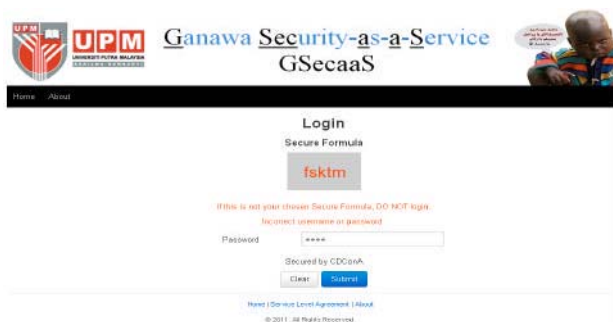 UPM
UPM
UNIVERSITI PUTRA MALAYSIA
Ganawa Security-as-a-Service
GSecaaS
Home About
Login
Secure Formula
fsktm
If this is not your chosen Secure Formula, DO NOT login.
Incorrect username or password
Password ****
Secured by CDConA
Clear Submit
Home | Service Level Agreement | About
© 2011. All Rights Reserved